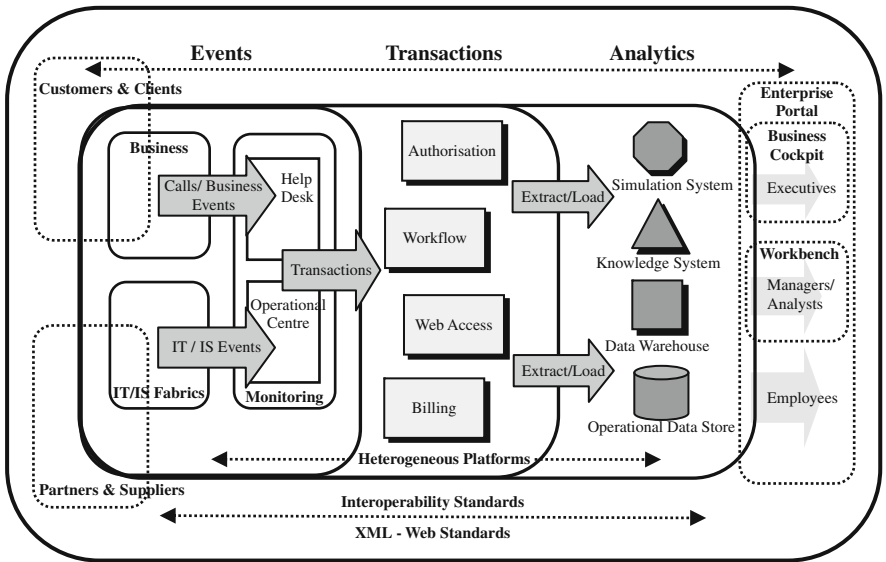 Events
Transactions
Analytics
Customers & Clients
Enterprise
Portal
Business
Business
Cockpit
Authorisation
Calls/ Business
Events
Help
Desk
Extract/Load
Simulation System
Executives
Workflow
Transactions
Knowledge System
Workbench
Managers/
Analysts
Operational
Centre
Web Access
IT / IS Events
Data Warehouse
Extract/Load
IT/IS Fabrics
Monitoring
Billing
Employees
Operational Data Store
Heterogeneous Platforms
Partners & Suppliers
Interoperability Standards
XML - Web Standards